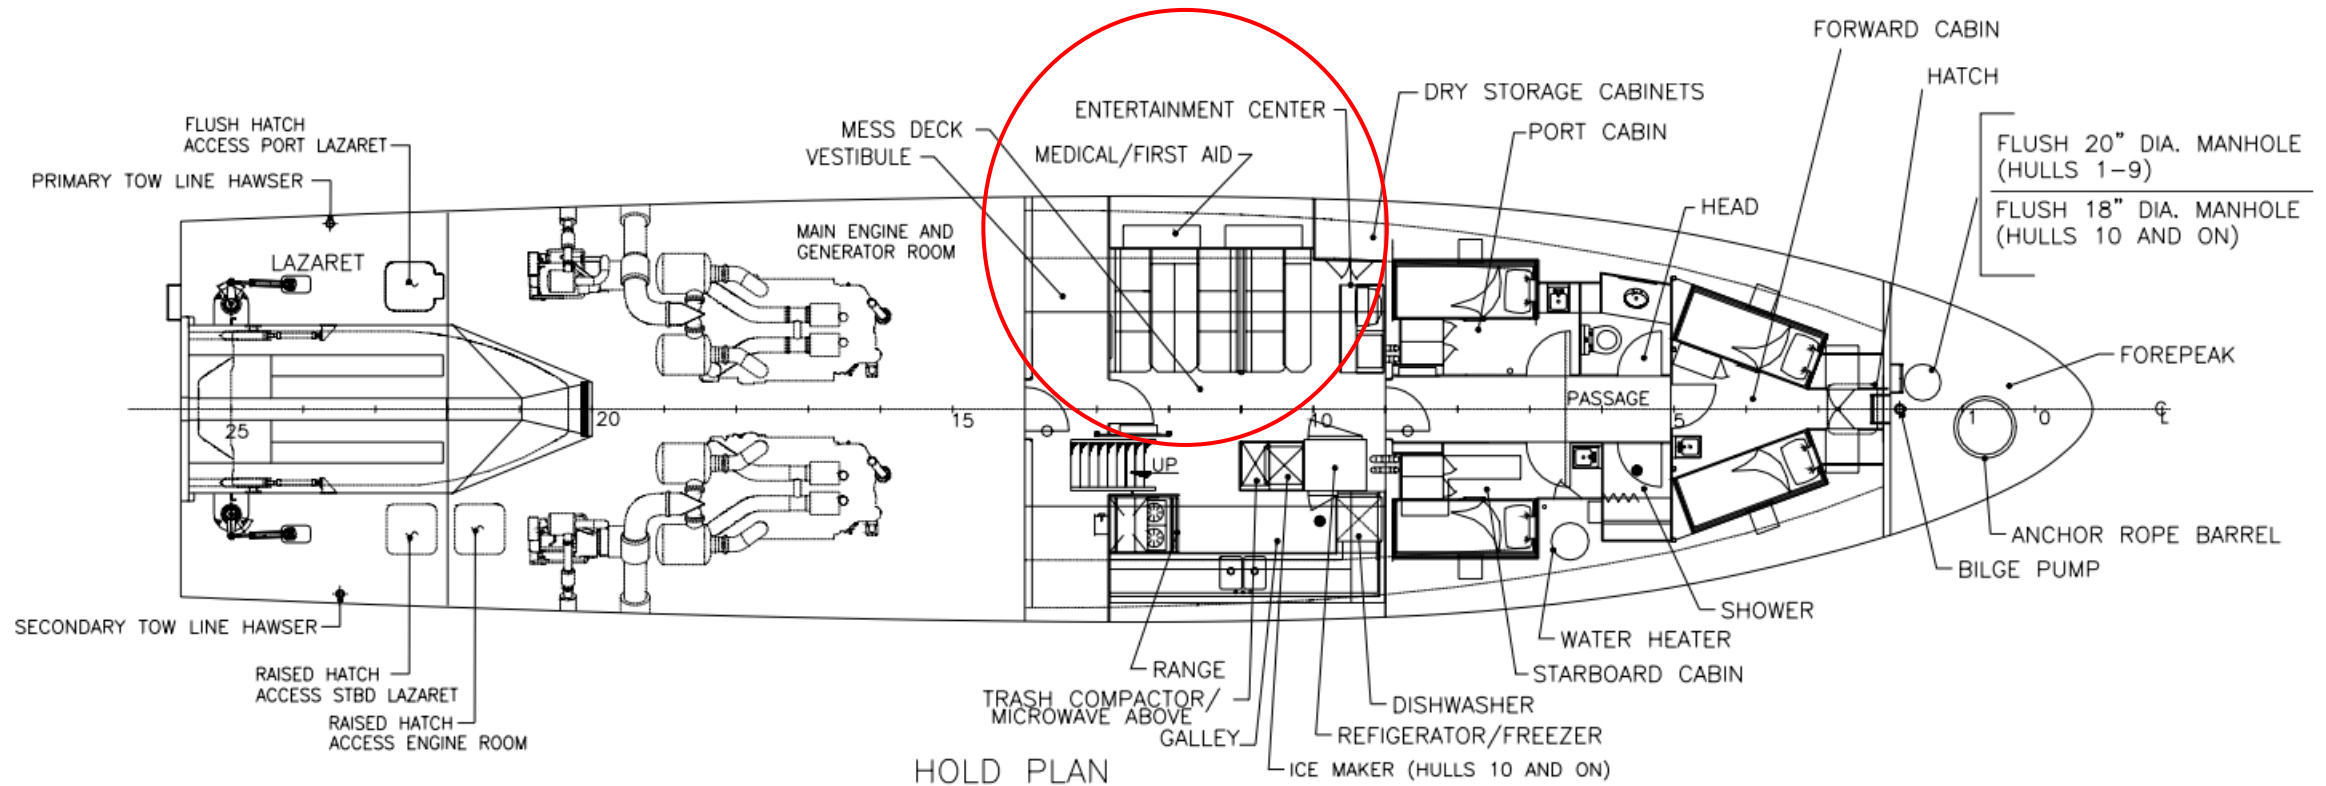 FORWARD CABIN
HATCH
DRY STORAGE CABINETS
ENTERTAINMENT CENTER
PORT CABIN
FLUSH HATCH
ACCESS PORT LAZARET
MESS DECK
VESTIBULE
MEDICAL/FIRST AID
FLUSH 20" DIA. MANHOLE
(HULLS 1-9)
FLUSH 18" DIA. MANHOLE
(HULLS 10 AND ON)
PRIMARY TOW LINE HAWSER
HEAD
MAIN ENGINE AND
GENERATOR ROOM
LAZARET
FOREPEAK
PASSAGE
25
20
15
10
5
1
0
UP
ANCHOR ROPE BARREL
BILGE PUMP
SHOWER
WATER HEATER
STARBOARD CABIN
SECONDARY TOW LINE HAWSER
RAISED HATCH
ACCESS STBD LAZARET
RAISED HATCH
ACCESS ENGINE ROOM
RANGE
TRASH COMPACTOR/
MICROWAVE ABOVE
GALLEY
DISHWASHER
REFIGERATOR/FREEZER
ICE MAKER (HULLS 10 AND ON)
HOLD PLAN